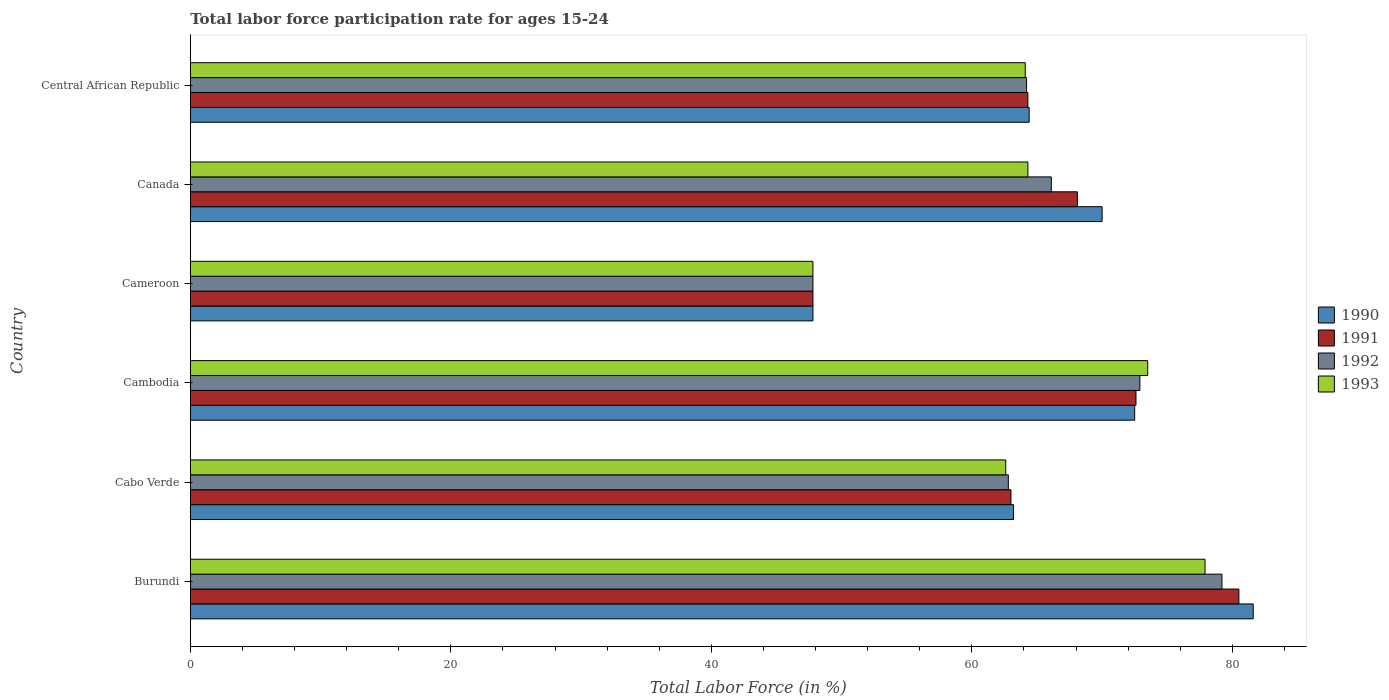 Total labor force participation rate for ages 15-24
Central African Republic
Canada
Cameroon
Cambodia
Cabo Verde
Burundi
Country
0
20
40
60
80
Total Labor Force (in %)
1990
1991
1992
1993